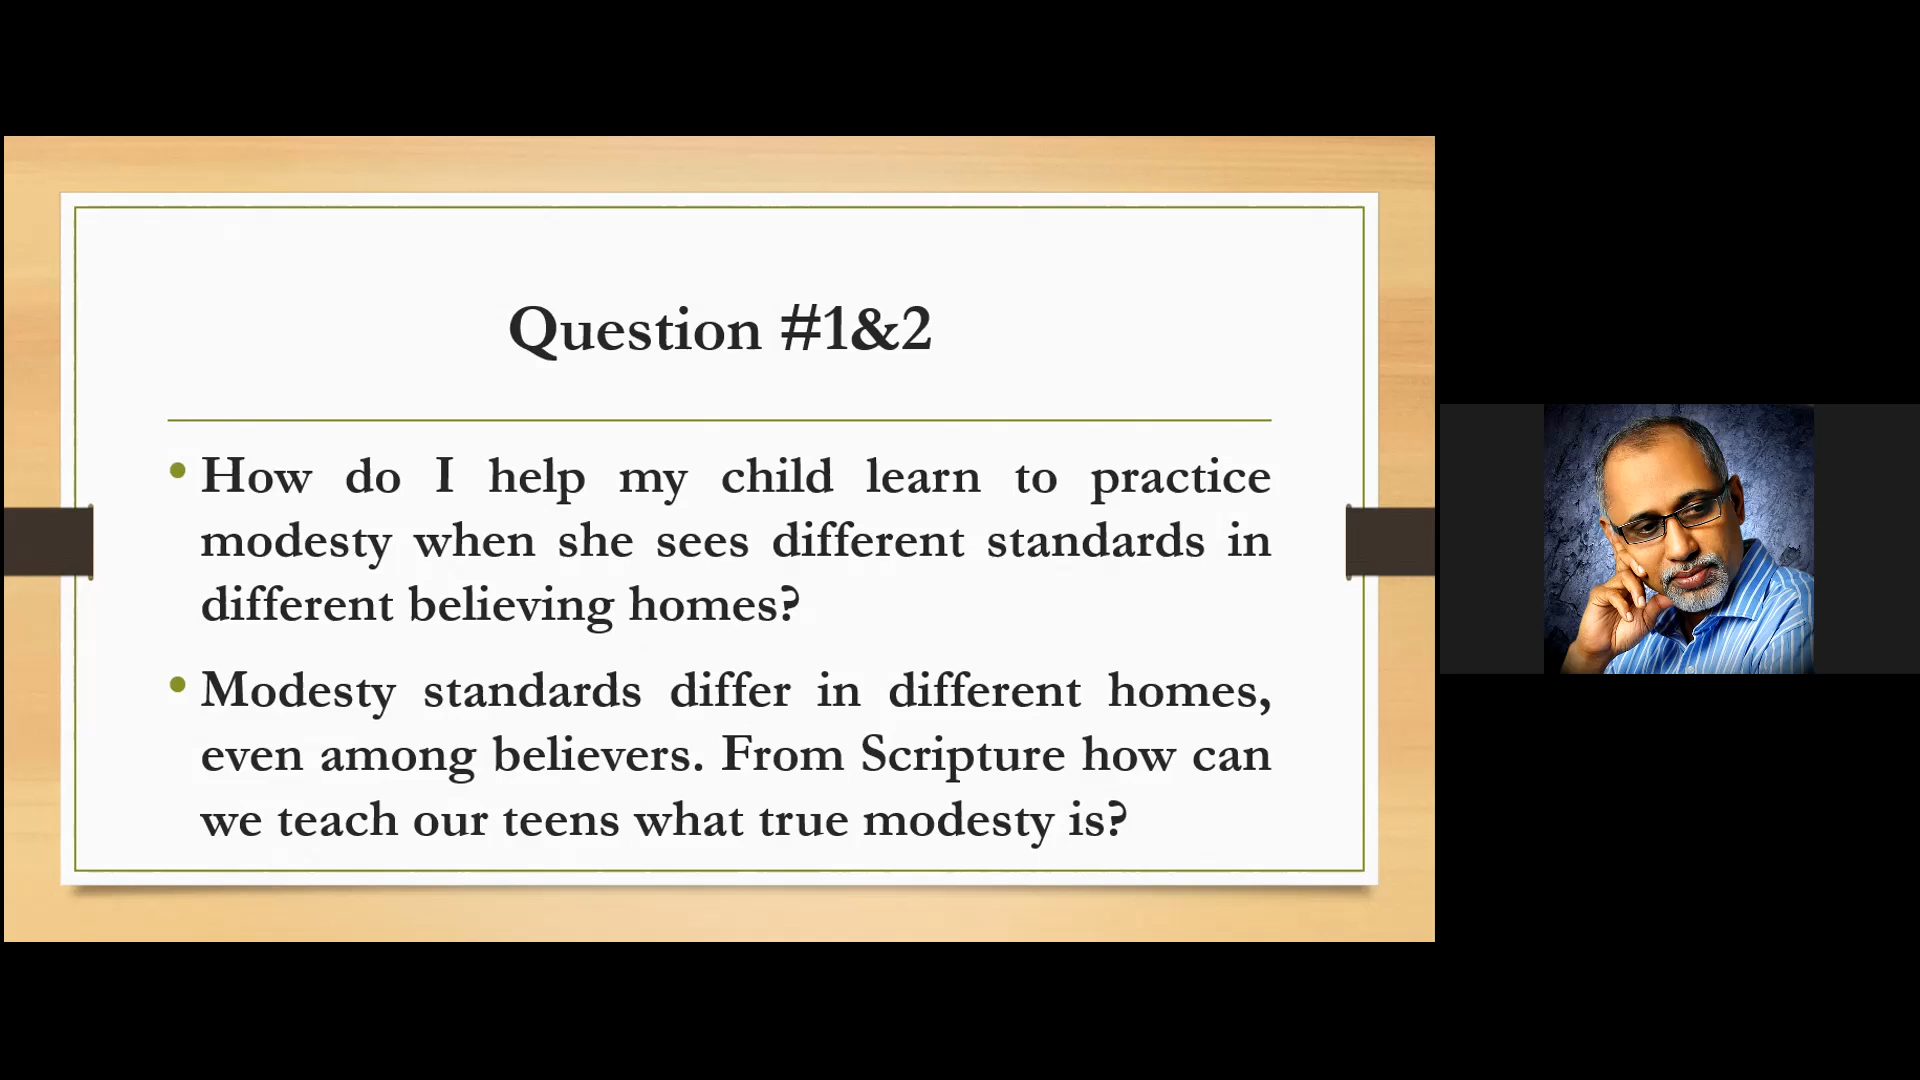 Question #1&2
• How do I help my child learn to practice
modesty when she sees different standards in
different believing homes?
• Modesty standards differ in different homes,
even among believers. From Scripture how can
we teach our teens what true modesty is?